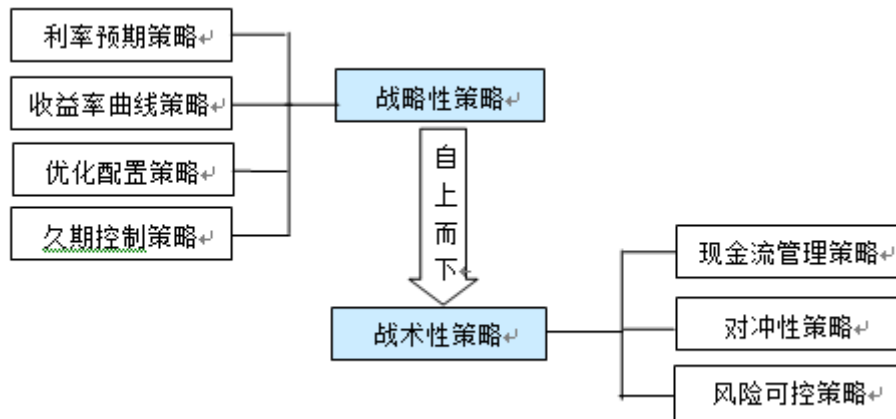 利率预期策略
收益率曲线策略
优化配置策略
久期控制策略
战略性策略
自
上
而
下
战术性策略
现金流管理策略
对冲性策略
风险可控策略